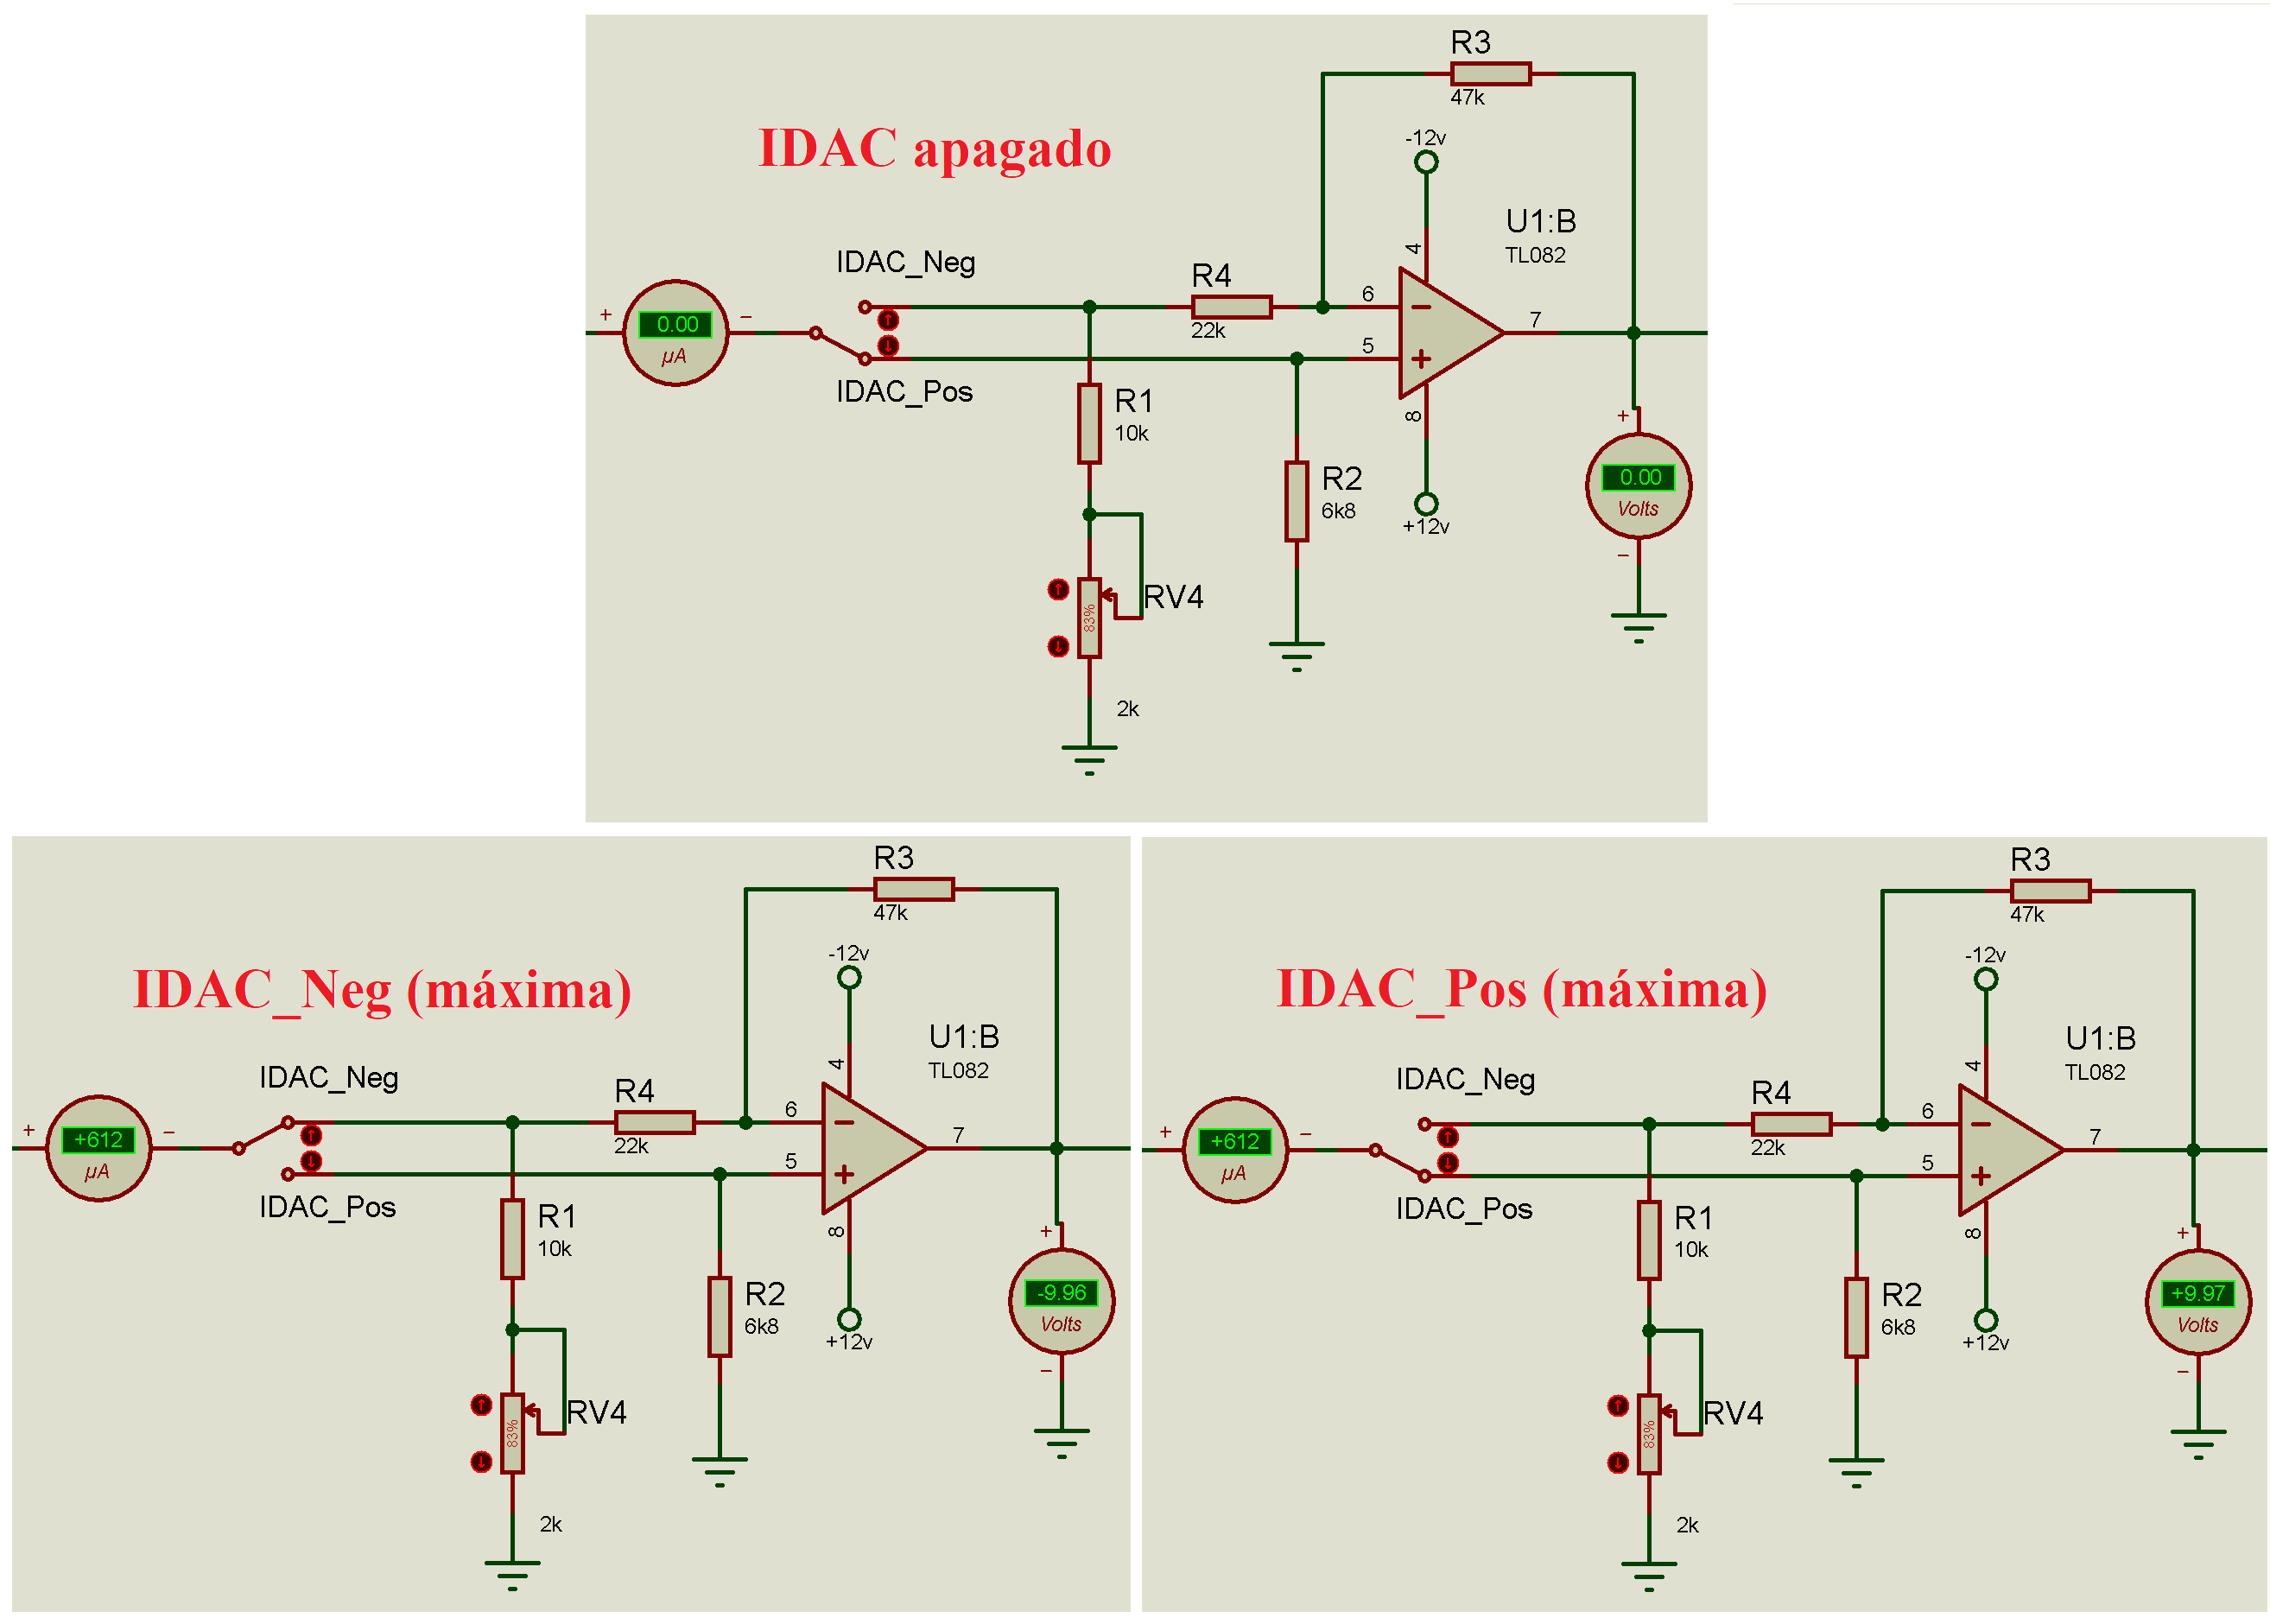 R3
47k
IDAC apagado
-12v
4
U1:B
TL082
IDAC_Neg
R4
22k
6
+
0.00
µA
−
7
5
IDAC_Pos
R1
10k
8
+12v
R2
6k8
+
0.00
Volts
−
83%
RV4
2k
R3
47k
IDAC_Neg (máxima)
-12v
4
U1:B
TL082
IDAC_Neg
R4
22k
6
+
+612
µA
−
7
5
IDAC_Pos
R1
10k
8
+12v
R2
6k8
+
-9.96
Volts
−
83%
RV4
2k
R3
47k
IDAC_Pos (máxima)
-12v
4
U1:B
TL082
IDAC_Neg
R4
22k
6
+
+612
µA
−
7
5
IDAC_Pos
R1
10k
8
+12v
R2
6k8
+
+9.97
Volts
−
83%
RV4
2k